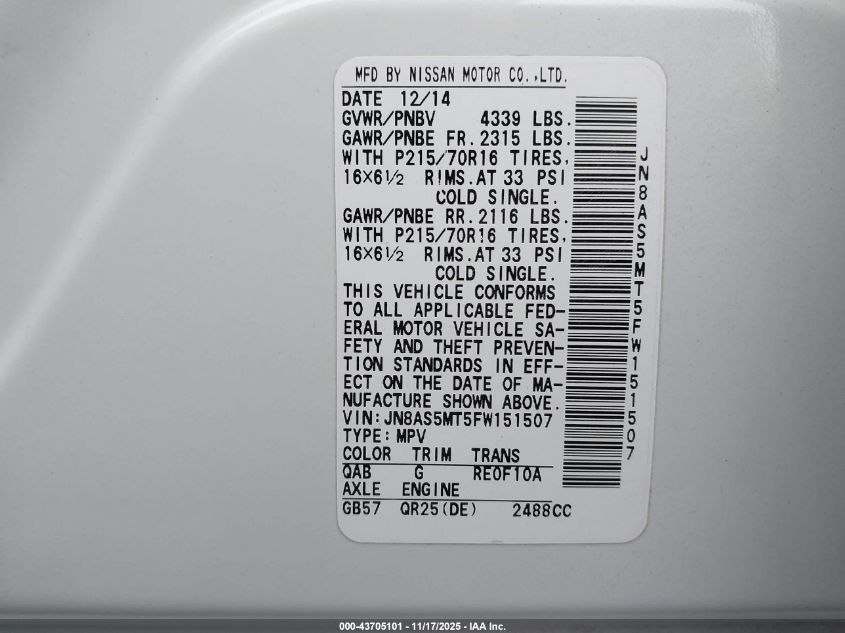 MFD BY NISSAN MOTOR CO.,LTD.
DATE 12/14
GVWR/PNBV 4339 LBS.
GAWR/PNBE FR. 2315 LBS.
WITH P215/70R16 TIRES,
16X6½ RIMS. AT 33 PSI
COLD SINGLE.
GAWR/PNBE RR. 2116 LBS.
WITH P215/70R16 TIRES,
16X6½ RIMS. AT 33 PSI
COLD SINGLE.
THIS VEHICLE CONFORMS
TO ALL APPLICABLE FED-
ERAL MOTOR VEHICLE SA-
FETY AND THEFT PREVEN-
TION STANDARDS IN EFF-
ECT ON THE DATE OF MA-
NUFACTURE SHOWN ABOVE.
VIN:JN8AS5MT5FW151507
TYPE:MPV
COLOR TRIM TRANS
QAB G RE0F10A
AXLE ENGINE
GB57 QR25(DE) 2488CC
JN8AS5MT5FW151507
000-43705101 - 11/17/2025 - IAA Inc.